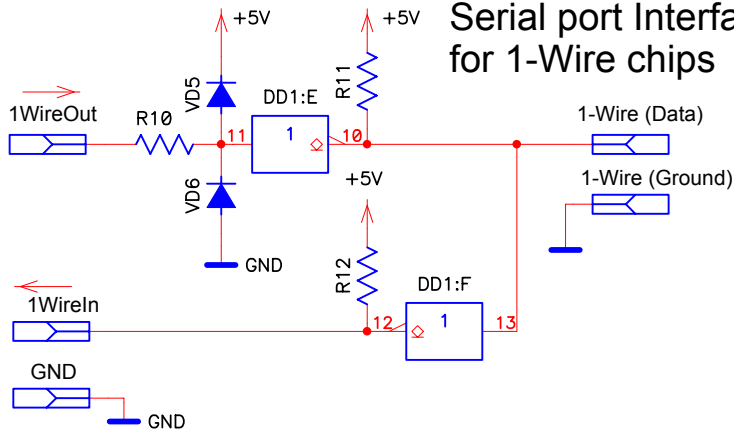 Serial port Interfa
for 1-Wire chips
+5V
+5V
VD5
DD1:E
R11
1WireOut
R10
11
1
10
1-Wire (Data)
VD6
+5V
1-Wire (Ground)
GND
R12
DD1:F
1WireIn
12
1
13
GND
GND